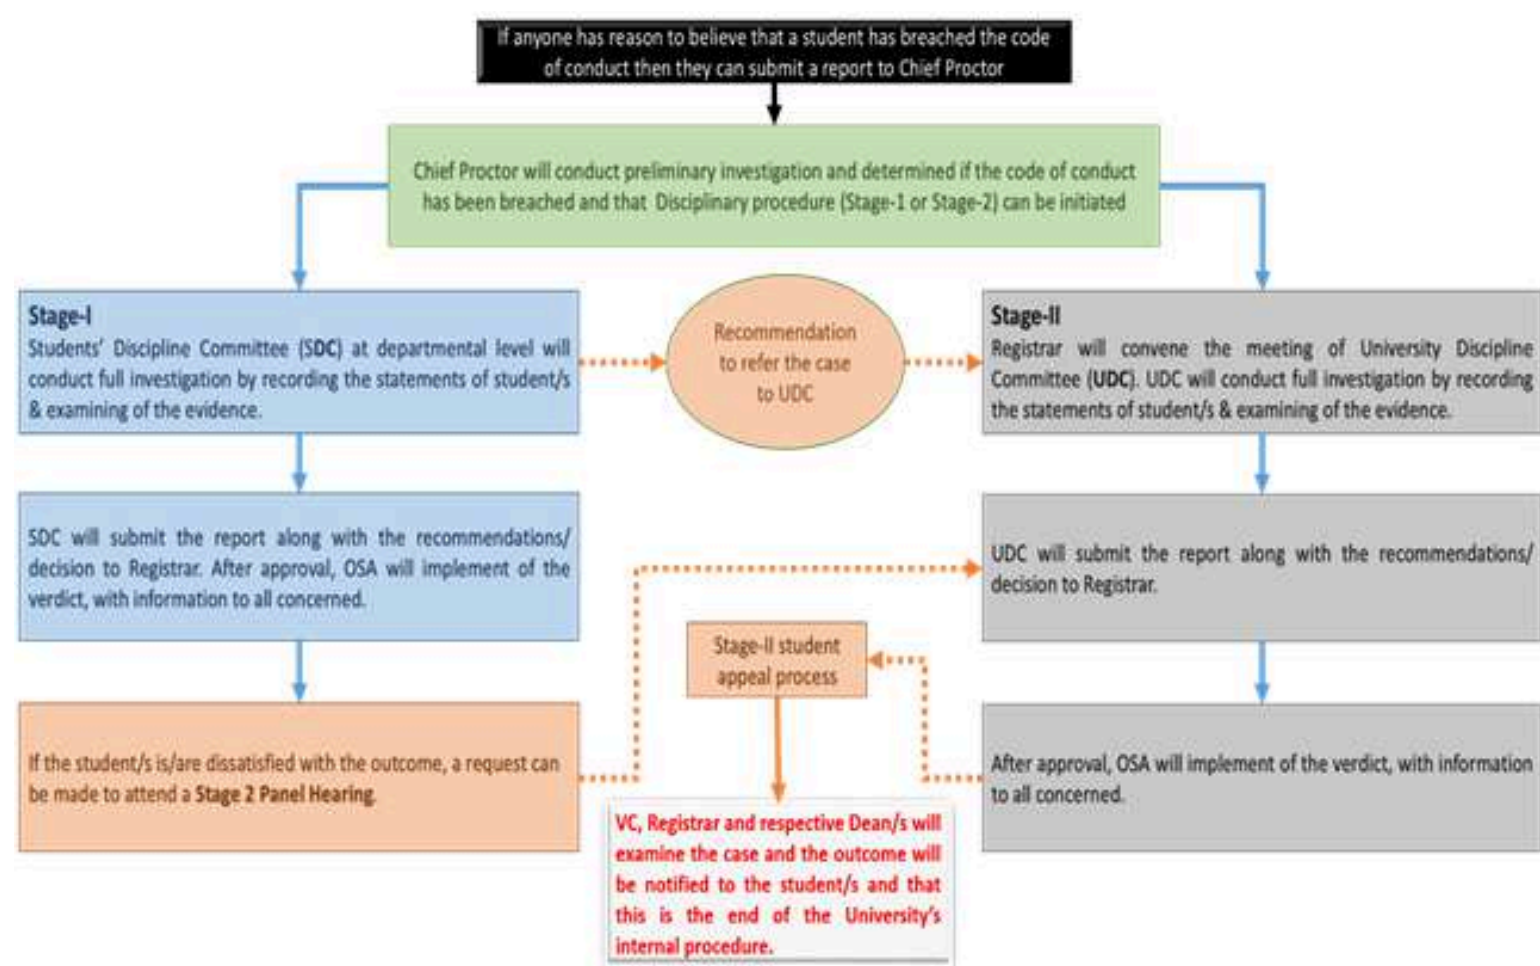 If anyone has reason to believe that a student has breached the code
of conduct then they can submit a report to Chief Proctor
Chief Proctor will conduct preliminary investigation and determined if the code of conduct
has been breached and that Disciplinary procedure (Stage-1 or Stage-2) can be initiated
Stage-I
Students' Discipline Committee (SDC) at departmental level will
conduct full investigation by recording the statements of student/s
& examining of the evidence.
Recommendation
to refer the case
to UDC
Stage-II
Registrar will convene the meeting of University Discipline
Committee (UDC). UDC will conduct full investigation by recording
the statements of student/s & examining of the evidence.
SDC will submit the report along with the recommendations/
decision to Registrar. After approval, OSA will implement of the
verdict, with information to all concerned.
UDC will submit the report along with the recommendations/
decision to Registrar.
Stage-II student
appeal process
If the student/s is/are dissatisfied with the outcome, a request can
be made to attend a Stage 2 Panel Hearing.
After approval, OSA will implement of the verdict, with information
to all concerned.
VC, Registrar and respective Dean/s will
examine the case and the outcome will
be notified to the student/s and that
this is the end of the University's
internal procedure.